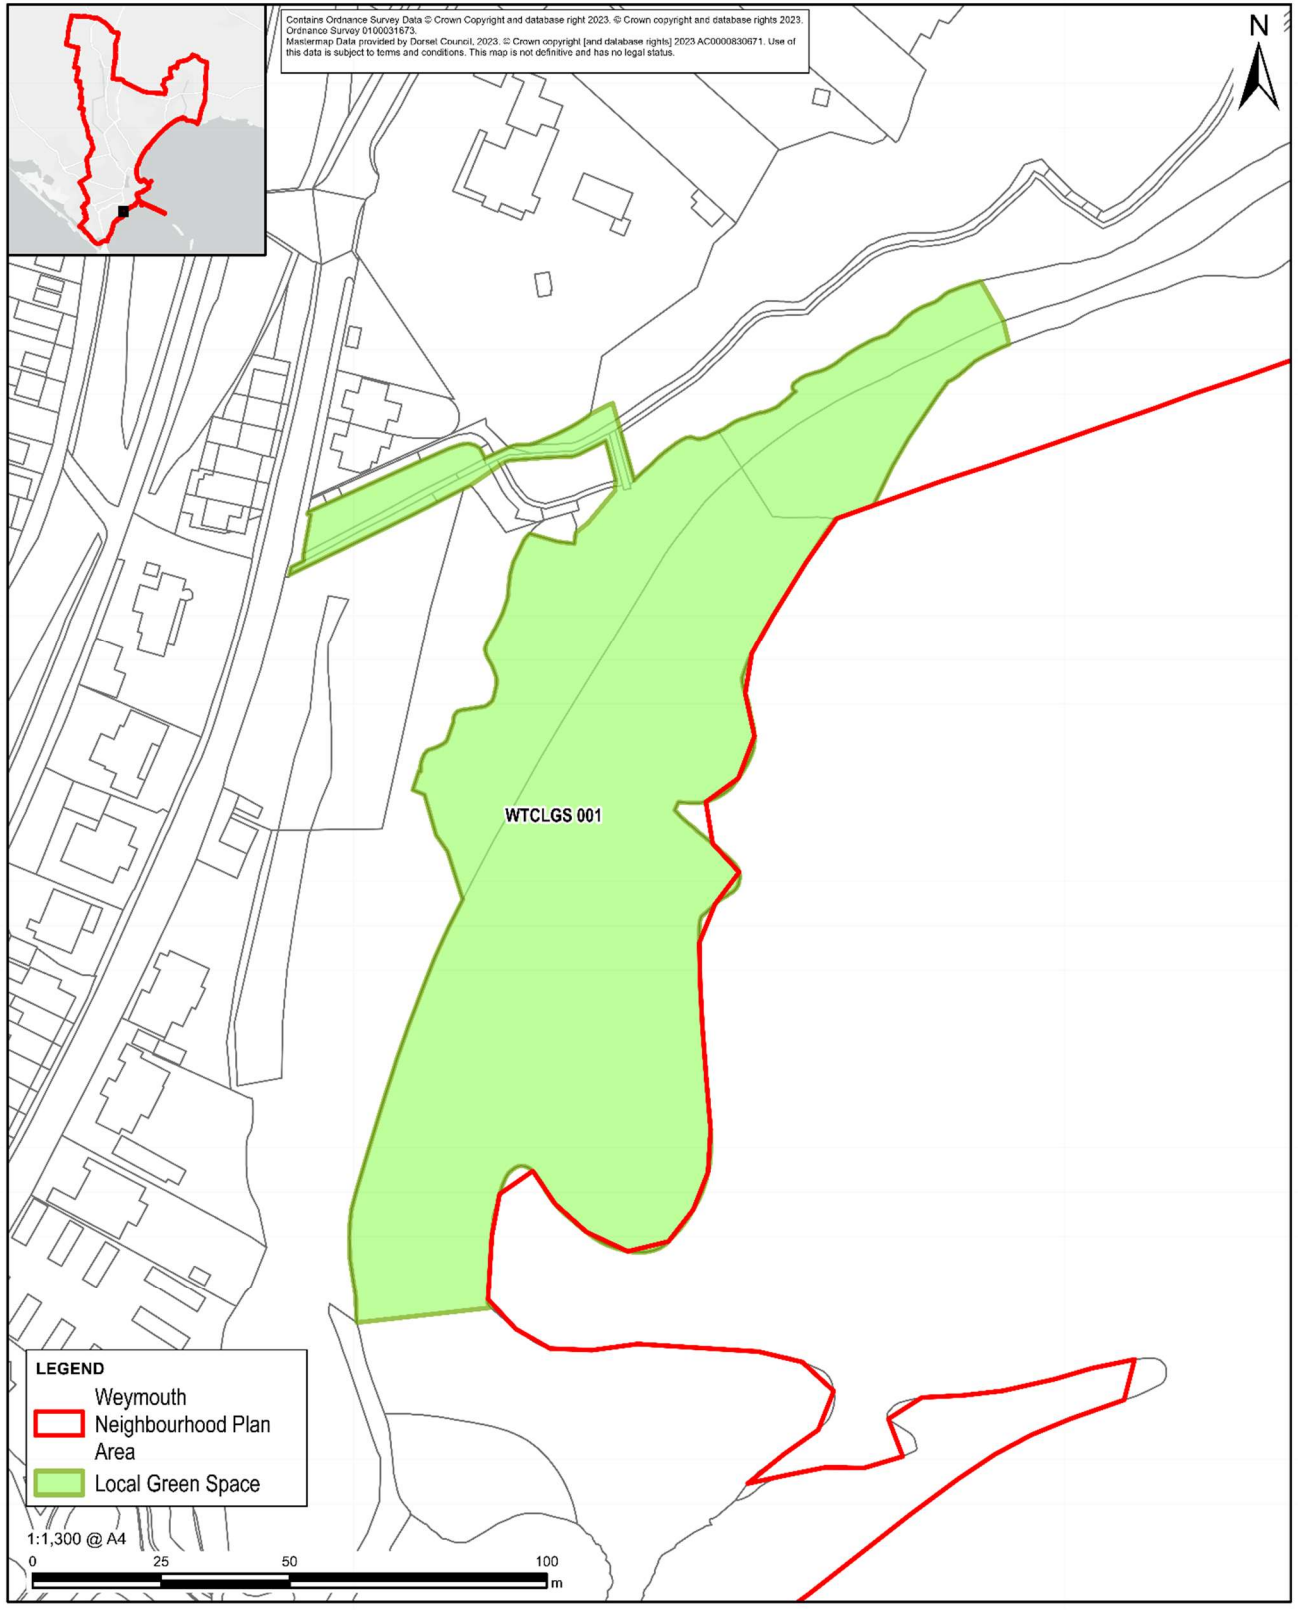 Contains Ordnance Survey Data © Crown Copyright and database right 2023. © Crown copyright and database rights 2023.
Ordnance Survey 0100031673.
Mastermap Data provided by Dorset Council, 2023. © Crown copyright [and database rights] 2023 AC0000830671. Use of
this data is subject to terms and conditions. This map is not definitive and has no legal status.
N
WTCLGS 001
LEGEND
Weymouth
Neighbourhood Plan
Area
Local Green Space
1:1,300 @ A4
0 25 50 100
m